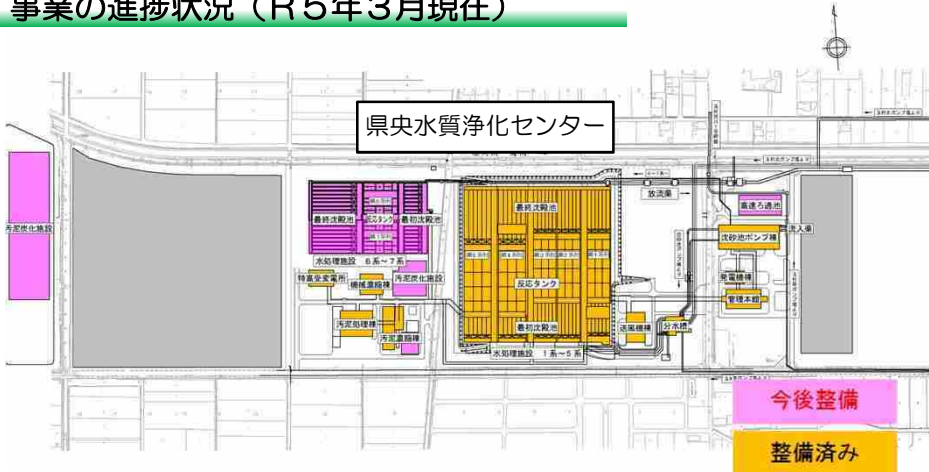 事業の進捗状況（R5年3月現在）
県央水質浄化センター
放流渠
高速ろ過池
最終沈殿池
最終沈殿池
反応タンク
最初沈殿池
汚泥炭化施設
沈砂池ポンプ棟
流入渠
水処理施設 6系～7系
特高受変電所
機械濃縮棟
汚泥炭化施設
反応タンク
発電機棟
管理本館
汚泥処理棟
汚泥濃縮棟
最初沈殿池
送風機棟
分水槽
水処理施設 1系～5系
今後整備
整備済み